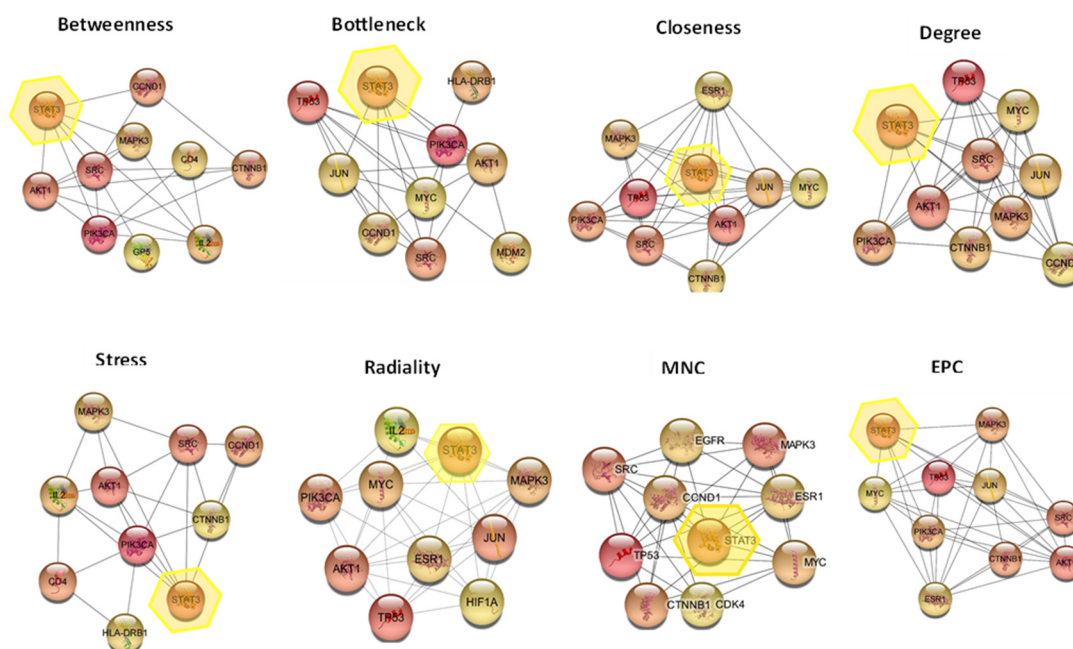 Betweenness
Bottleneck
Closeness
Degree
STAT3
CCND1
MAPK3
SRC
CD4
CTNNB1
AKT1
PIK3CA
GP5
IL2
TP53
STAT3
HLA-DRB1
PIK3CA
JUN
AKT1
MYC
CCND1
SRC
MDM2
ESR1
MAPK3
STAT3
JUN
MYC
TP53
PIK3CA
AKT1
SRC
CTNNB1
TP53
MYC
STAT3
SRC
JUN
AKT1
MAPK3
PIK3CA
CTNNB1
CCND
Stress
Radiality
MNC
EPC
MAPK3
SRC
CCND1
AKT1
IL2
CTNNB1
PIK3CA
CD4
STAT3
HLA-DRB1
IL2
STAT3
PIK3CA
MYC
MAPK3
JUN
AKT1
ESR1
HIF1A
TP53
EGFR
MAPK3
SRC
CCND1
ESR1
STAT3
TP53
MYC
CTNNB1
CDK4
STAT3
MAPK3
TP53
JUN
MYC
SRC
PIK3CA
CTNNB1
AKT1
ESR1